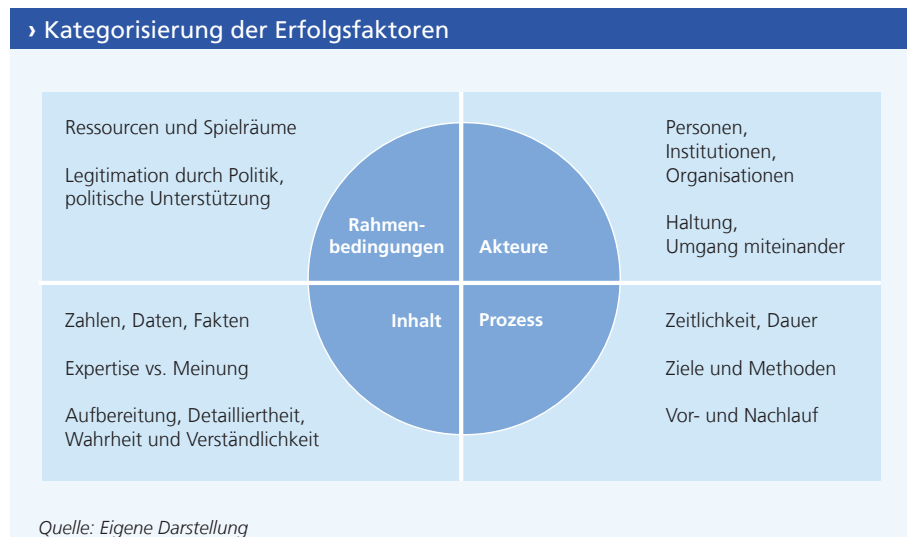 › Kategorisierung der Erfolgsfaktoren
Ressourcen und Spielräume
Legitimation durch Politik,
politische Unterstützung
Rahmen-
bedingungen
Akteure
Personen,
Institutionen,
Organisationen
Haltung,
Umgang miteinander
Zahlen, Daten, Fakten
Expertise vs. Meinung
Aufbereitung, Detailliertheit,
Wahrheit und Verständlichkeit
Inhalt
Prozess
Zeitlichkeit, Dauer
Ziele und Methoden
Vor- und Nachlauf
Quelle: Eigene Darstellung